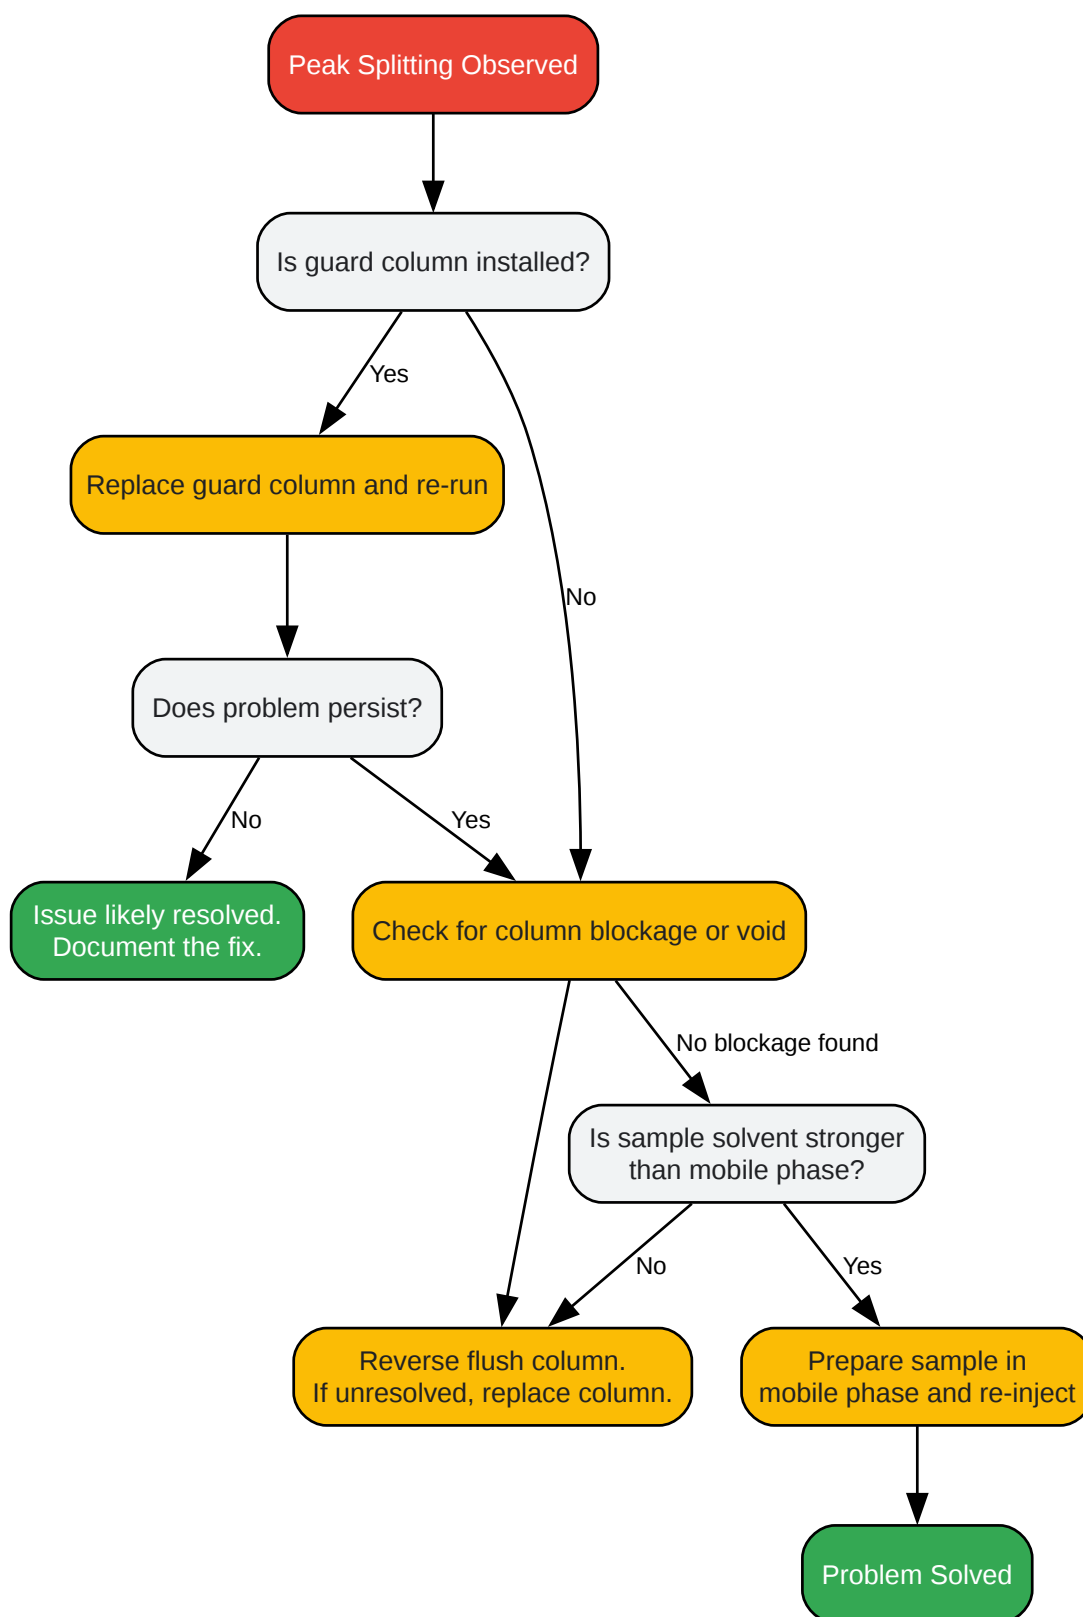 Peak Splitting Observed
Is guard column installed?
Yes
Replace guard column and re-run
No
Does problem persist?
No
Yes
Issue likely resolved.
Document the fix.
Check for column blockage or void
No blockage found
Is sample solvent stronger
than mobile phase?
No
Yes
Reverse flush column.
If unresolved, replace column.
Prepare sample in
mobile phase and re-inject
Problem Solved